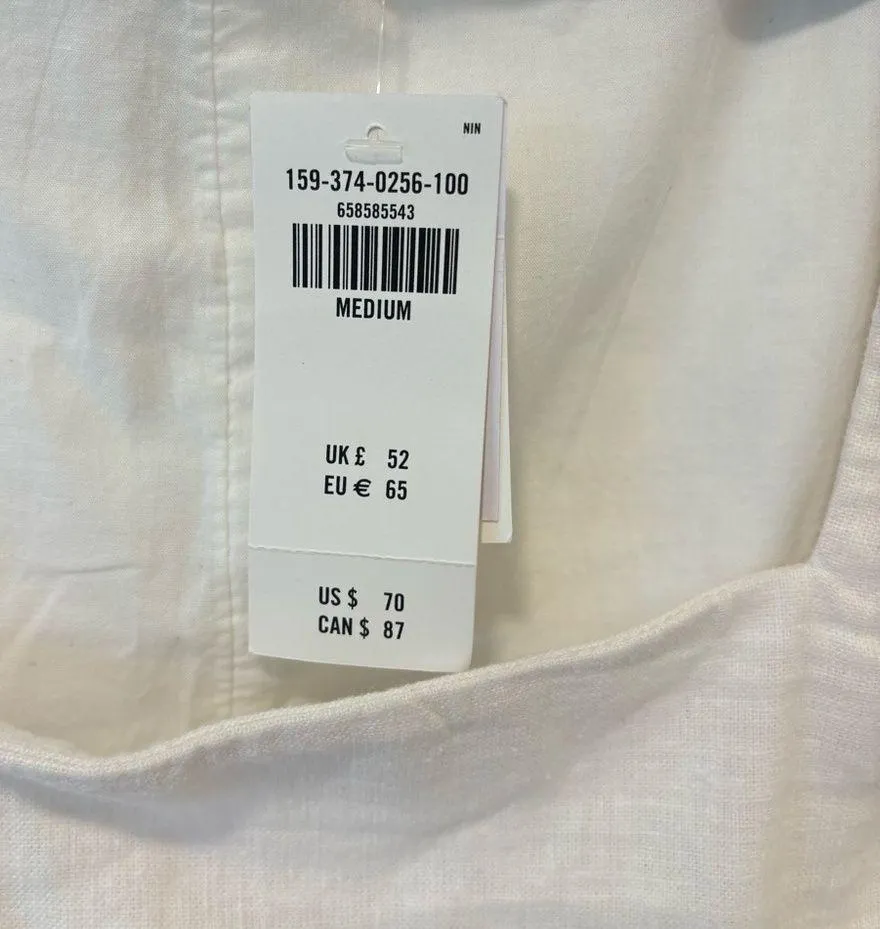 NIN
159-374-0256-100
658585543
MEDIUM
UK £ 52
EU € 65
US $ 70
CAN $ 87